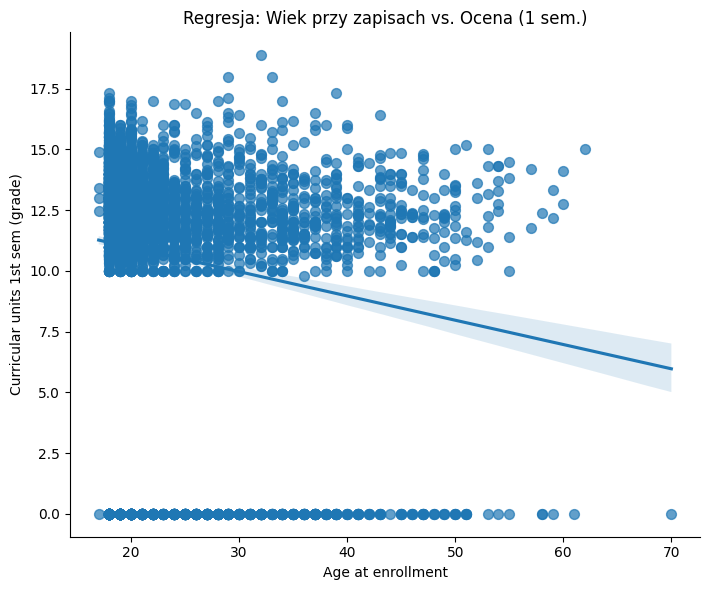 Regresja: Wiek przy zapisach vs. Ocena (1 sem.)
Curricular units 1st sem (grade)
17.5
15.0
12.5
10.0
7.5
5.0
2.5
0.0
20 30 40 50 60 70
Age at enrollment